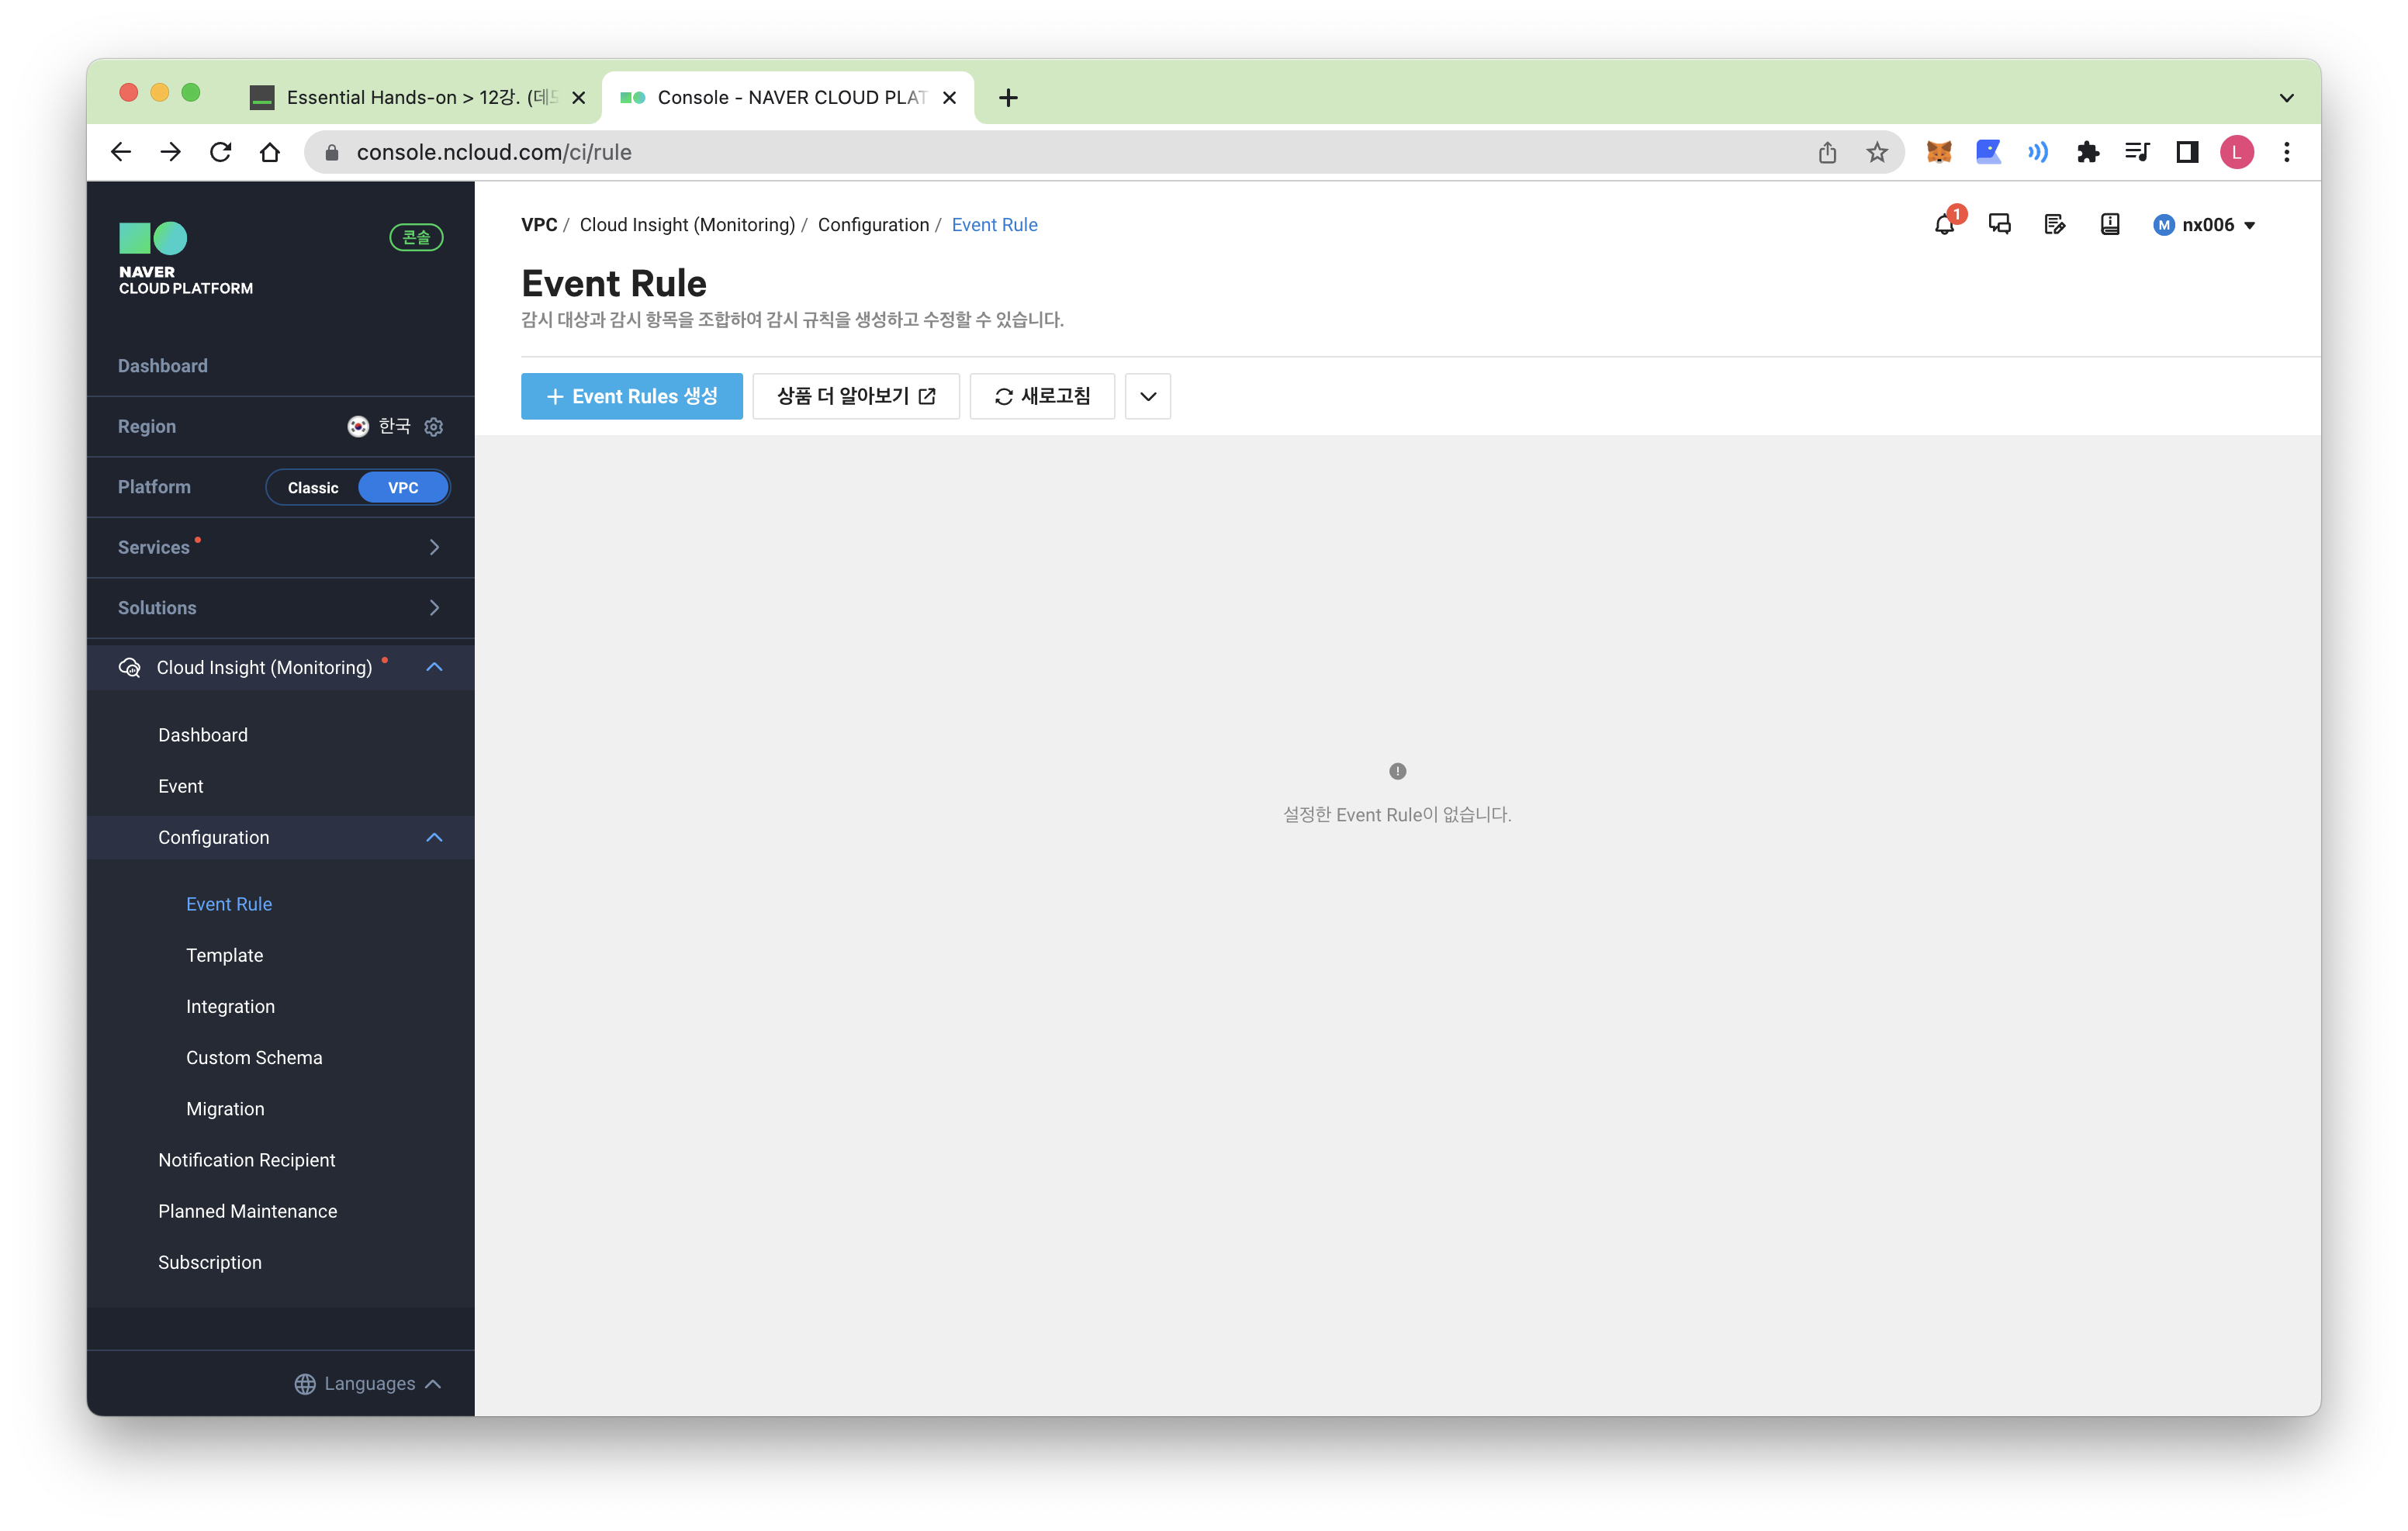 Essential Hands-on > 12강. (데모
Console - NAVER CLOUD PLAT
console.ncloud.com/ci/rule
L
NAVER
CLOUD PLATFORM
콘솔
Dashboard
Region
한국
Platform
Classic
VPC
Services
Solutions
Cloud Insight (Monitoring)
Dashboard
Event
Configuration
Event Rule
Template
Integration
Custom Schema
Migration
Notification Recipient
Planned Maintenance
Subscription
Languages
VPC / Cloud Insight (Monitoring) / Configuration / Event Rule
1
M nx006
Event Rule
감시 대상과 감시 항목을 조합하여 감시 규칙을 생성하고 수정할 수 있습니다.
+ Event Rules 생성
상품 더 알아보기
새로고침
설정한 Event Rule이 없습니다.